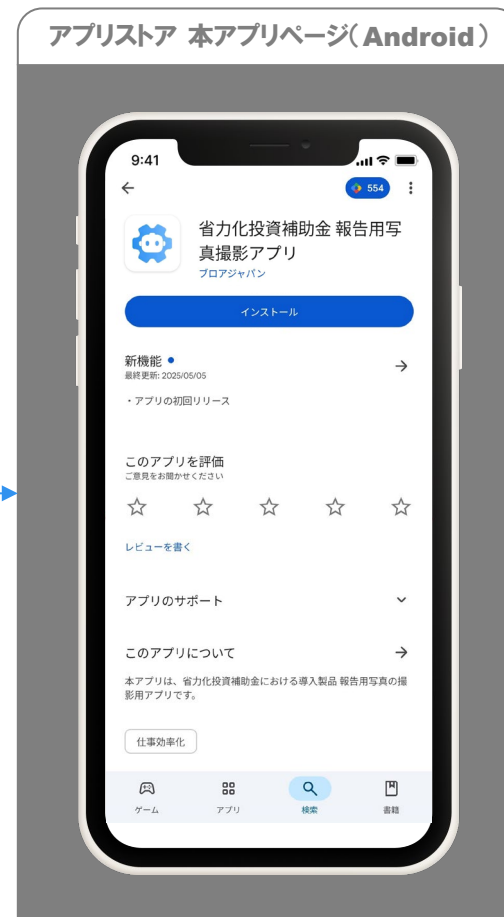 アプリストア 本アプリページ（Android）
9:41
554
省力化投資補助金 報告用写
真撮影アプリ
ブロアジャパン
インストール
新機能
最終更新: 2025/05/05
・アプリの初回リリース
このアプリを評価
ご意見をお聞かせください
レビューを書く
アプリのサポート
このアプリについて
本アプリは、省力化投資補助金における導入製品 報告用写真の撮
影用アプリです。
仕事効率化
ゲーム
アプリ
検索
書籍